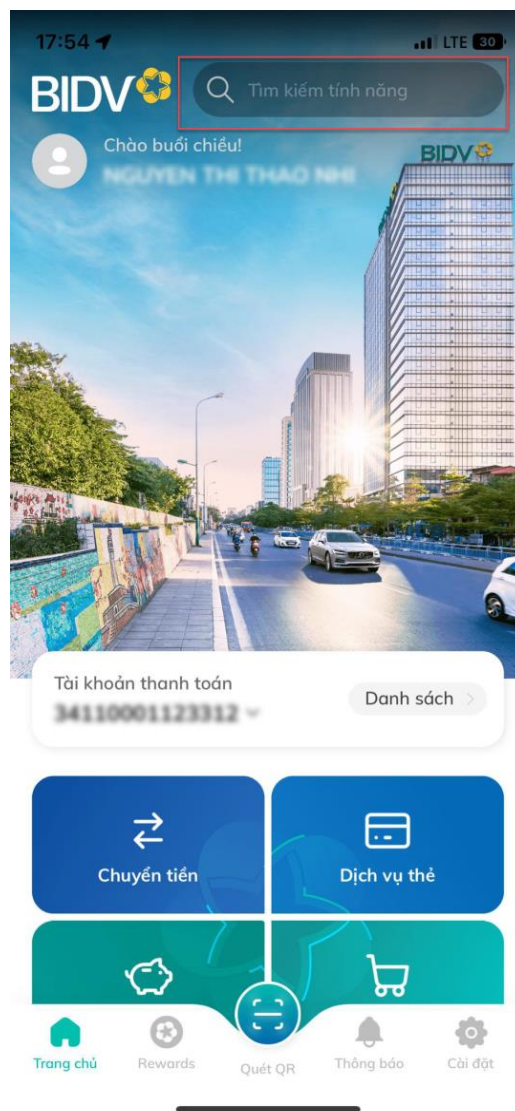 17:54
LTE 30
BIDV
Tìm kiếm tính năng
Chào buổi chiều!
BIDV
Tài khoản thanh toán
Danh sách
Chuyển tiền
Dịch vụ thẻ
Trang chủ
Rewards
Quét QR
Thông báo
Cài đặt